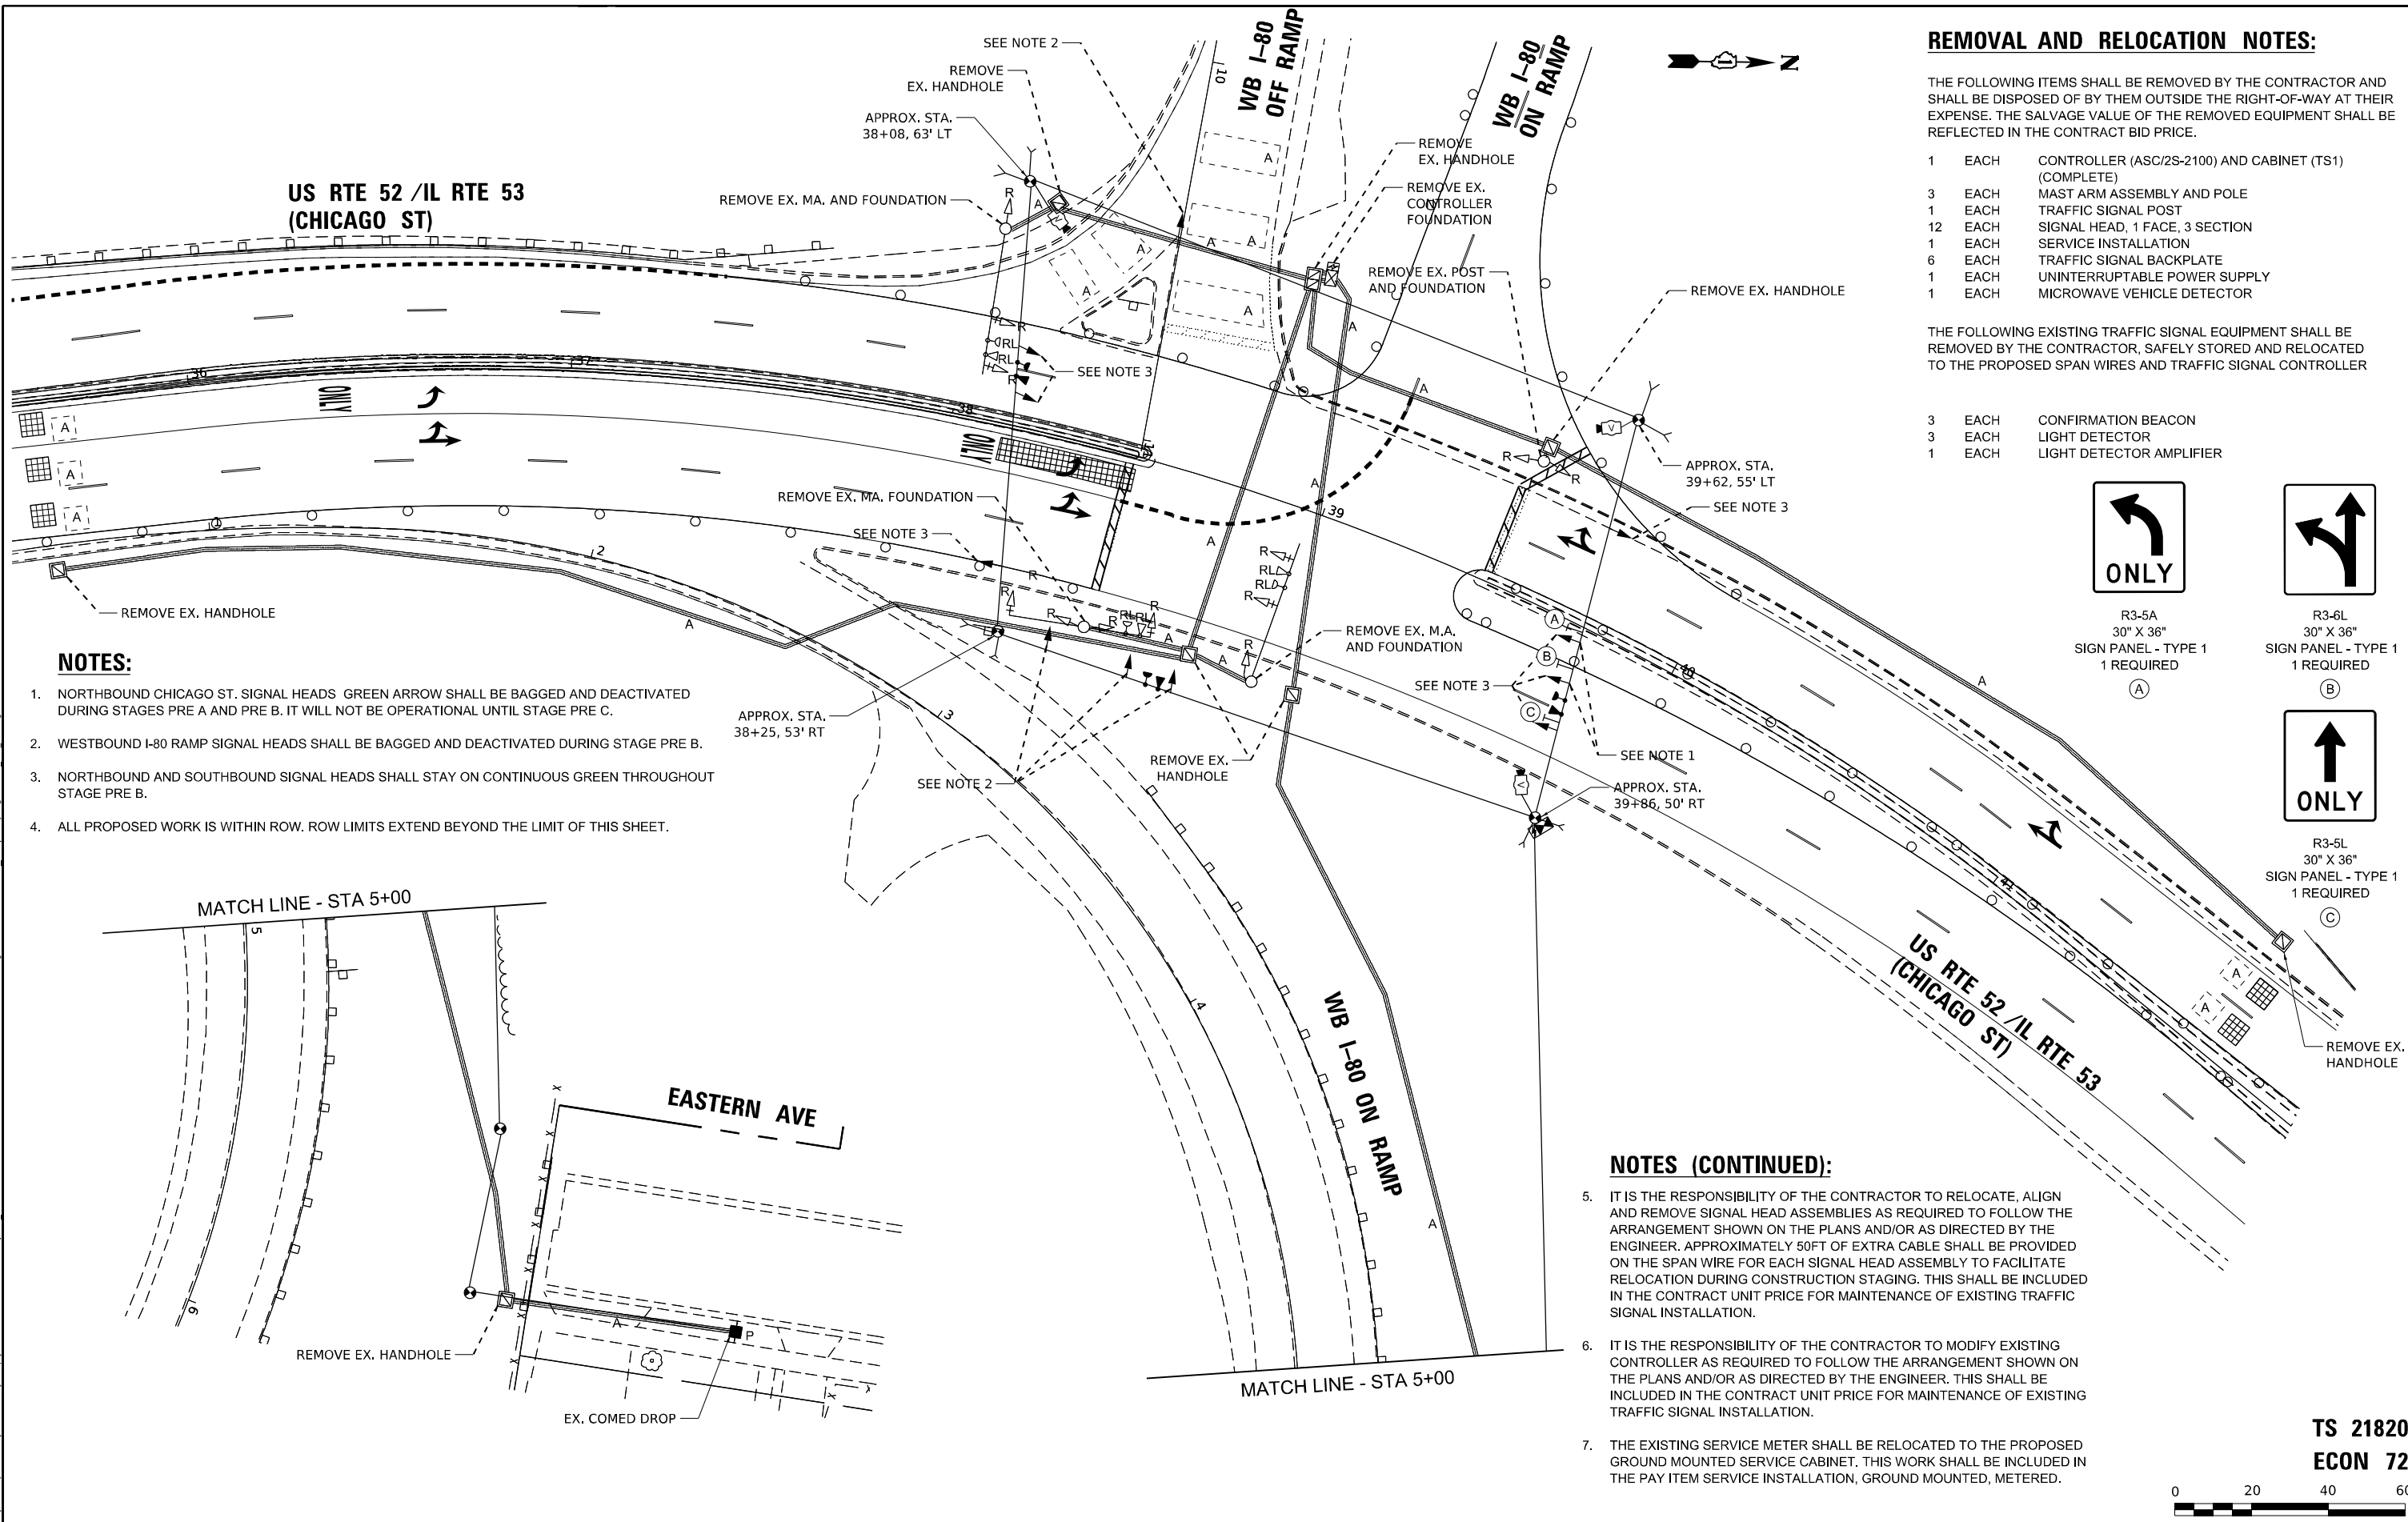 REMOVAL AND RELOCATION NOTES:
THE FOLLOWING ITEMS SHALL BE REMOVED BY THE CONTRACTOR AND
SHALL BE DISPOSED OF BY THEM OUTSIDE THE RIGHT-OF-WAY AT THEIR
EXPENSE. THE SALVAGE VALUE OF THE REMOVED EQUIPMENT SHALL BE
REFLECTED IN THE CONTRACT BID PRICE.
1 EACH CONTROLLER (ASC/2S-2100) AND CABINET (TS1)
(COMPLETE)
3 EACH MAST ARM ASSEMBLY AND POLE
1 EACH TRAFFIC SIGNAL POST
12 EACH SIGNAL HEAD, 1 FACE, 3 SECTION
1 EACH SERVICE INSTALLATION
6 EACH TRAFFIC SIGNAL BACKPLATE
1 EACH UNINTERRUPTABLE POWER SUPPLY
1 EACH MICROWAVE VEHICLE DETECTOR
THE FOLLOWING EXISTING TRAFFIC SIGNAL EQUIPMENT SHALL BE
REMOVED BY THE CONTRACTOR, SAFELY STORED AND RELOCATED
TO THE PROPOSED SPAN WIRES AND TRAFFIC SIGNAL CONTROLLER
3 EACH CONFIRMATION BEACON
3 EACH LIGHT DETECTOR
1 EACH LIGHT DETECTOR AMPLIFIER
ONLY
R3-5A
30" X 36"
SIGN PANEL - TYPE 1
1 REQUIRED
A
R3-6L
30" X 36"
SIGN PANEL - TYPE 1
1 REQUIRED
B
ONLY
R3-5L
30" X 36"
SIGN PANEL - TYPE 1
1 REQUIRED
C
N
US RTE 52 /IL RTE 53
(CHICAGO ST)
SEE NOTE 2
REMOVE
EX. HANDHOLE
APPROX. STA.
38+08, 63' LT
REMOVE EX. MA. AND FOUNDATION
WB I-80
OFF RAMP
WB I-80
ON RAMP
REMOVE
EX. HANDHOLE
REMOVE EX.
CONTROLLER
FOUNDATION
REMOVE EX. POST
AND FOUNDATION
REMOVE EX. HANDHOLE
SEE NOTE 3
APPROX. STA.
39+62, 55' LT
SEE NOTE 3
REMOVE EX. MA. FOUNDATION
SEE NOTE 3
REMOVE EX. HANDHOLE
REMOVE EX. M.A.
AND FOUNDATION
SEE NOTE 3
APPROX. STA.
38+25, 53' RT
SEE NOTE 2
REMOVE EX.
HANDHOLE
SEE NOTE 1
APPROX. STA.
39+86, 50' RT
ONLY
ONLY
10
36
37
38
39
40
41
1
2
3
4
5
6
A
B
C
NOTES:
1. NORTHBOUND CHICAGO ST. SIGNAL HEADS GREEN ARROW SHALL BE BAGGED AND DEACTIVATED
DURING STAGES PRE A AND PRE B. IT WILL NOT BE OPERATIONAL UNTIL STAGE PRE C.
2. WESTBOUND I-80 RAMP SIGNAL HEADS SHALL BE BAGGED AND DEACTIVATED DURING STAGE PRE B.
3. NORTHBOUND AND SOUTHBOUND SIGNAL HEADS SHALL STAY ON CONTINUOUS GREEN THROUGHOUT
STAGE PRE B.
4. ALL PROPOSED WORK IS WITHIN ROW. ROW LIMITS EXTEND BEYOND THE LIMIT OF THIS SHEET.
MATCH LINE - STA 5+00
EASTERN AVE
REMOVE EX. HANDHOLE
EX. COMED DROP
P
WB I-80 ON RAMP
MATCH LINE - STA 5+00
US RTE 52 /IL RTE 53
(CHICAGO ST)
REMOVE EX.
HANDHOLE
NOTES (CONTINUED):
5. IT IS THE RESPONSIBILITY OF THE CONTRACTOR TO RELOCATE, ALIGN
AND REMOVE SIGNAL HEAD ASSEMBLIES AS REQUIRED TO FOLLOW THE
ARRANGEMENT SHOWN ON THE PLANS AND/OR AS DIRECTED BY THE
ENGINEER. APPROXIMATELY 50FT OF EXTRA CABLE SHALL BE PROVIDED
ON THE SPAN WIRE FOR EACH SIGNAL HEAD ASSEMBLY TO FACILITATE
RELOCATION DURING CONSTRUCTION STAGING. THIS SHALL BE INCLUDED
IN THE CONTRACT UNIT PRICE FOR MAINTENANCE OF EXISTING TRAFFIC
SIGNAL INSTALLATION.
6. IT IS THE RESPONSIBILITY OF THE CONTRACTOR TO MODIFY EXISTING
CONTROLLER AS REQUIRED TO FOLLOW THE ARRANGEMENT SHOWN ON
THE PLANS AND/OR AS DIRECTED BY THE ENGINEER. THIS SHALL BE
INCLUDED IN THE CONTRACT UNIT PRICE FOR MAINTENANCE OF EXISTING
TRAFFIC SIGNAL INSTALLATION.
7. THE EXISTING SERVICE METER SHALL BE RELOCATED TO THE PROPOSED
GROUND MOUNTED SERVICE CABINET. THIS WORK SHALL BE INCLUDED IN
THE PAY ITEM SERVICE INSTALLATION, GROUND MOUNTED, METERED.
TS 21820
ECON 72
0 20 40 60